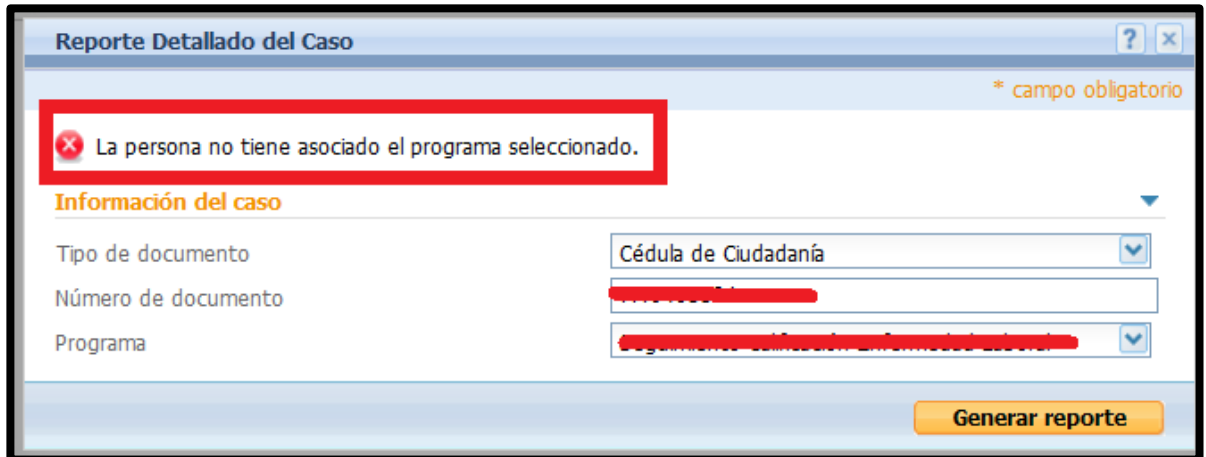 Reporte Detallado del Caso
?
* campo obligatorio
La persona no tiene asociado el programa seleccionado.
Información del caso
Tipo de documento Cédula de Ciudadanía
Número de documento
Programa
Generar reporte